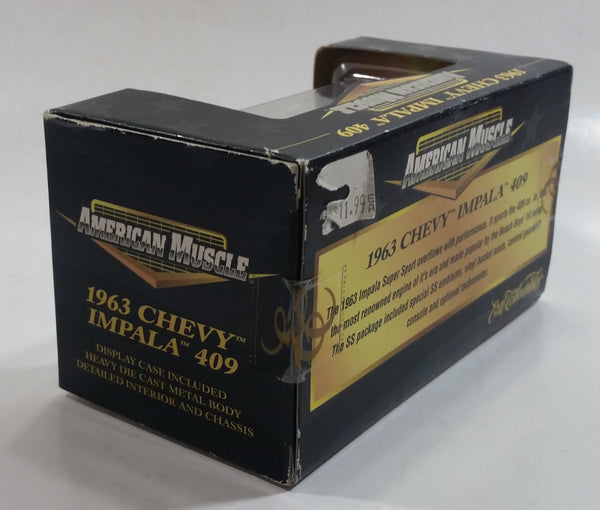 AMERICAN MUSCLE
1963 CHEVY IMPALA 409
AMERICAN MUSCLE
1963 CHEVY™
IMPALA™ 409
DISPLAY CASE INCLUDED
HEAVY DIE CAST METAL BODY
DETAILED INTERIOR AND CHASSIS
11.99
AMERICAN MUSCLE
1963 CHEVY™ IMPALA™ 409
The 1963 Impala Super Sport overflows with performance. It sports the 409 cu.
the most renowned engine of it's era and made popular by the Beach Boys' hit song
The SS package included special SS emblems, vinyl bucket seats, center
console and optional tachometer.
Ertl Collectibles